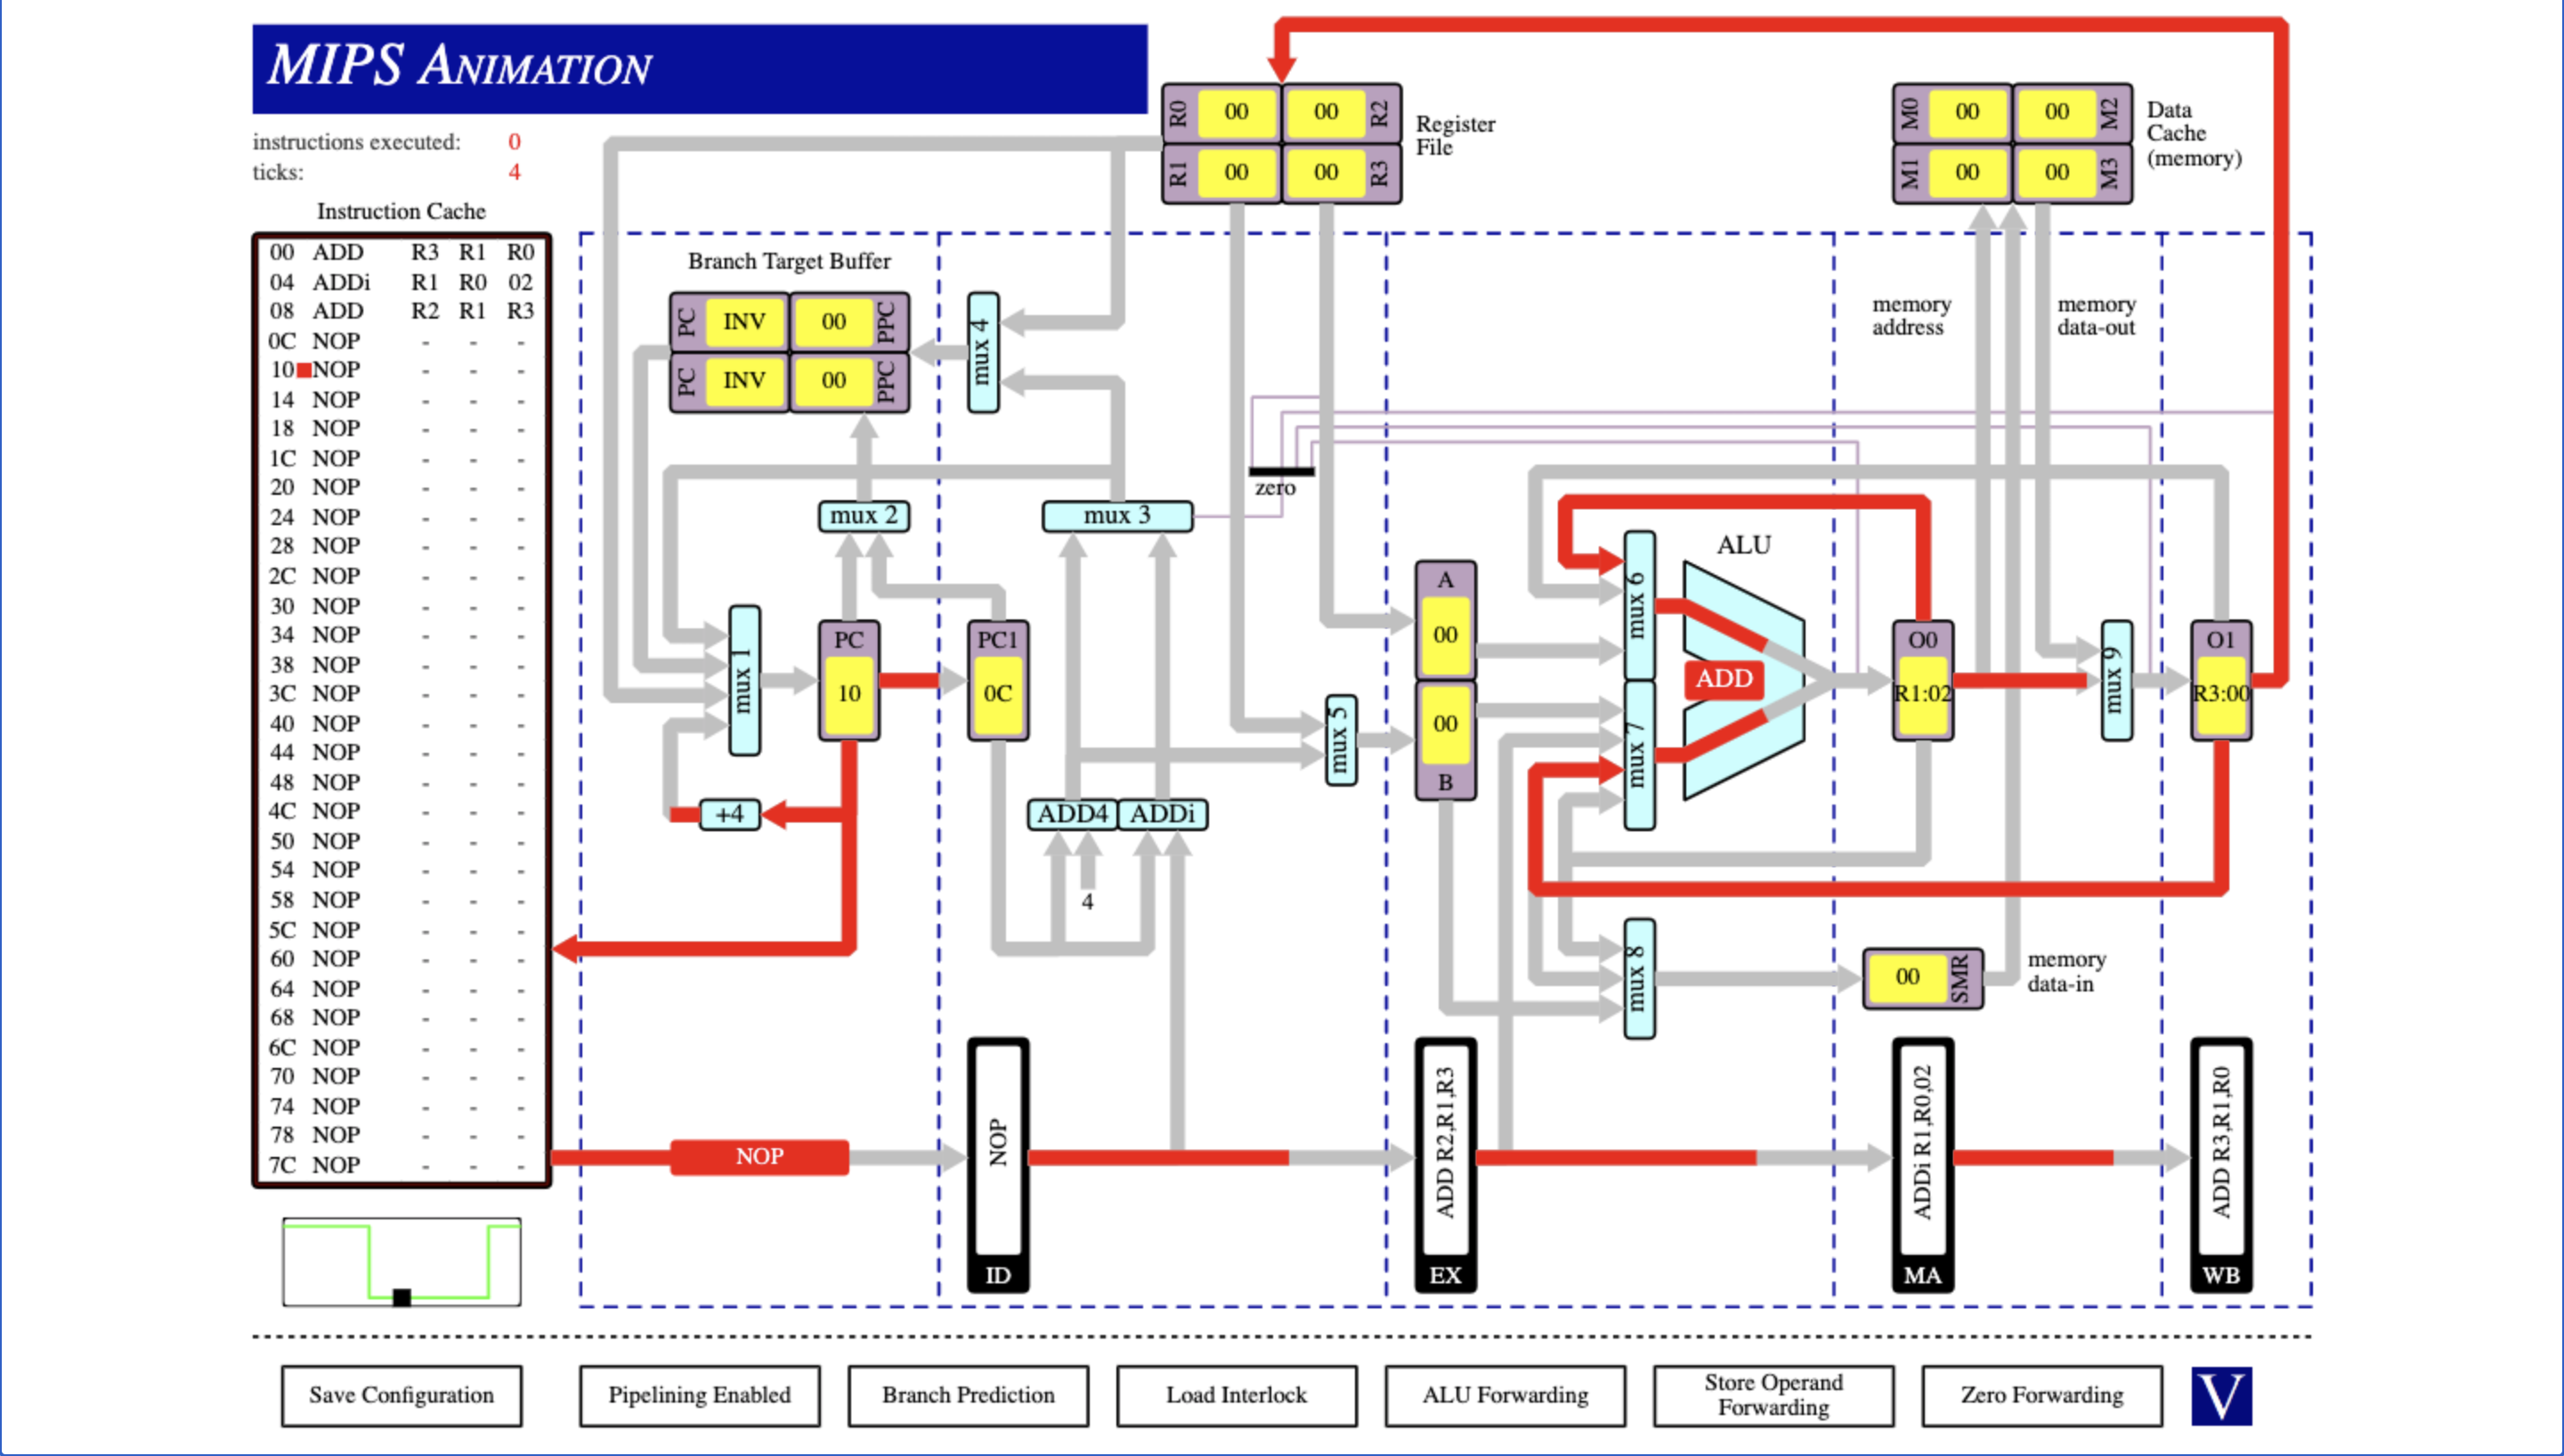 MIPS ANIMATION
instructions executed: 0
ticks: 4
Instruction Cache
00 ADD R3 R1 R0
04 ADDi R1 R0 02
08 ADD R2 R1 R3
0C NOP - - -
10 NOP - - -
14 NOP - - -
18 NOP - - -
1C NOP - - -
20 NOP - - -
24 NOP - - -
28 NOP - - -
2C NOP - - -
30 NOP - - -
34 NOP - - -
38 NOP - - -
3C NOP - - -
40 NOP - - -
44 NOP - - -
48 NOP - - -
4C NOP - - -
50 NOP - - -
54 NOP - - -
58 NOP - - -
5C NOP - - -
60 NOP - - -
64 NOP - - -
68 NOP - - -
6C NOP - - -
70 NOP - - -
74 NOP - - -
78 NOP - - -
7C NOP - - -
R0 00 00 R2
R1 00 00 R3
Register
File
M0 00 00 M2
M1 00 00 M3
Data
Cache
(memory)
Branch Target Buffer
PC INV 00 PPC
PC INV 00 PPC
mux 4
memory
address
memory
data-out
zero
mux 2
mux 3
mux 1
PC
10
PC1
0C
+4
ADD4 ADDi
4
mux 5
A
00
00
B
mux 6
mux 7
ALU
ADD
O0
R1:02
mux 9
O1
R3:00
mux 8
00 SMR
memory
data-in
NOP
NOP
ID
ADD R2,R1,R3
EX
ADDi R1,R0,02
MA
ADD R3,R1,R0
WB
Save Configuration
Pipelining Enabled
Branch Prediction
Load Interlock
ALU Forwarding
Store Operand
Forwarding
Zero Forwarding
V